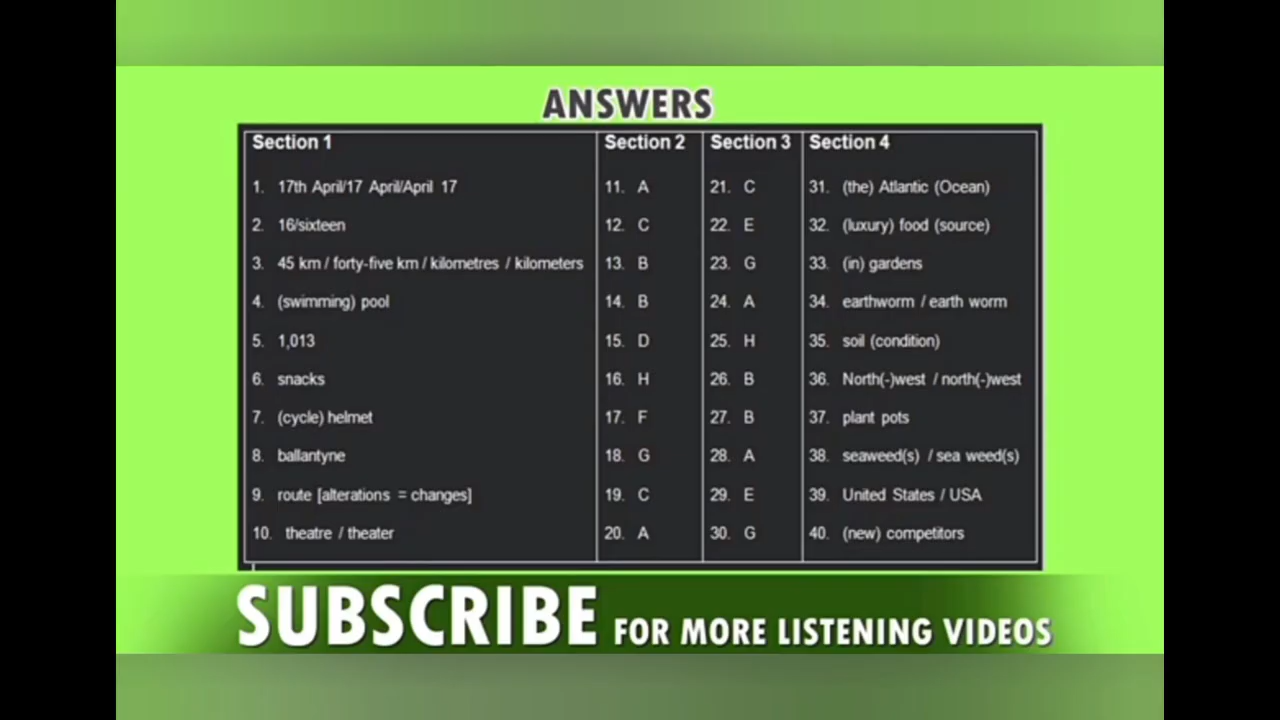 ANSWERS
Section 1
1. 17th April/17 April/April 17
2. 16/sixteen
3. 45 km / forty-five km / kilometres / kilometers
4. (swimming) pool
5. 1,013
6. snacks
7. (cycle) helmet
8. ballantyne
9. route [alterations = changes]
10. theatre / theater
Section 2
11. A
12. C
13. B
14. B
15. D
16. H
17. F
18. G
19. C
20. A
Section 3
21. C
22. E
23. G
24. A
25. H
26. B
27. B
28. A
29. E
30. G
Section 4
31. (the) Atlantic (Ocean)
32. (luxury) food (source)
33. (in) gardens
34. earthworm / earth worm
35. soil (condition)
36. North(-)west / north(-)west
37. plant pots
38. seaweed(s) / sea weed(s)
39. United States / USA
40. (new) competitors
SUBSCRIBE FOR MORE LISTENING VIDEOS